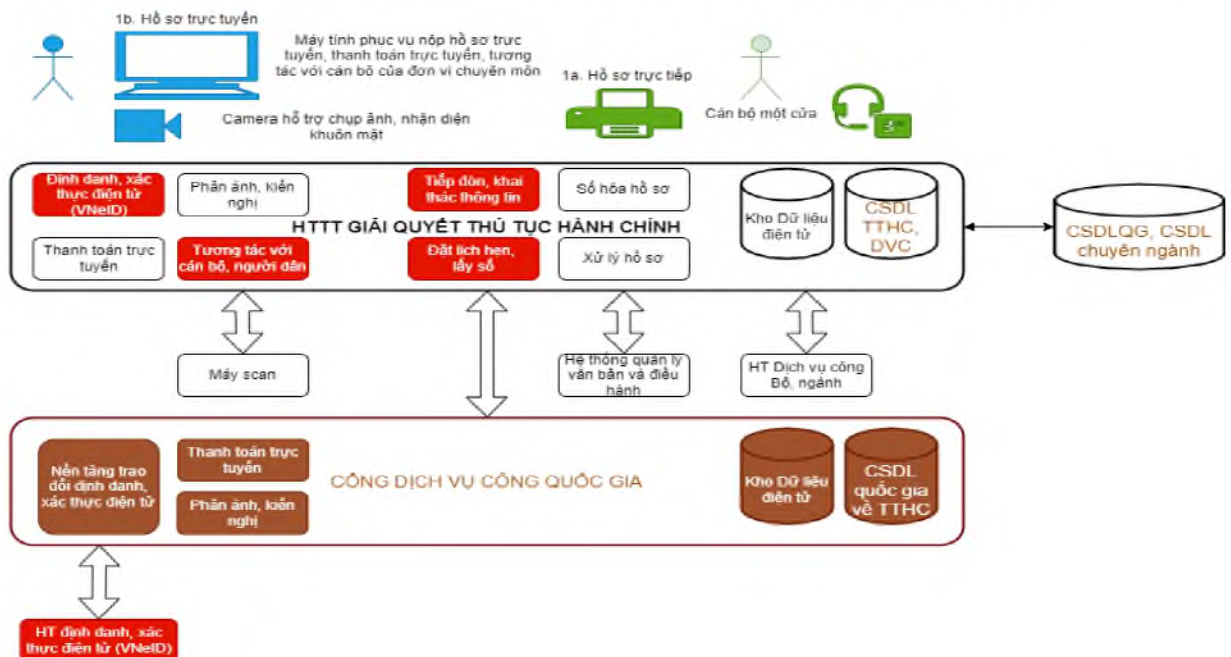 1b. Hồ sơ trực tuyến
Máy tính phục vụ nộp hồ sơ trực
tuyến, thanh toán trực tuyến, tương
tác với cán bộ của đơn vị chuyên môn
1a. Hồ sơ trực tiếp
Camera hỗ trợ chụp ảnh, nhận diện
khuôn mặt
Cán bộ một cửa
Định danh, xác
thực điện tử
(VNeID)
Phản ánh, kiến
nghị
Tiếp đón, khai
thác thông tin
Số hóa hồ sơ
HTTT GIẢI QUYẾT THỦ TỤC HÀNH CHÍNH
Thanh toán trực
tuyến
Tương tác với
cán bộ, người dân
Đặt lịch hẹn,
lấy số
Xử lý hồ sơ
Kho Dữ liệu
điện tử
CSDL
TTHC,
DVC
CSDLQG, CSDL
chuyên ngành
Máy scan
Hệ thống quản lý
văn bản và điều
hành
HT Dịch vụ công
Bộ, ngành
Nền tảng trao
đổi định danh,
xác thực điện tử
Thanh toán trực
tuyến
Phản ánh, kiến
nghị
CỔNG DỊCH VỤ CÔNG QUỐC GIA
Kho Dữ liệu
điện tử
CSDL
quốc gia
về TTHC
HT định danh, xác
thực điện tử (VNeID)